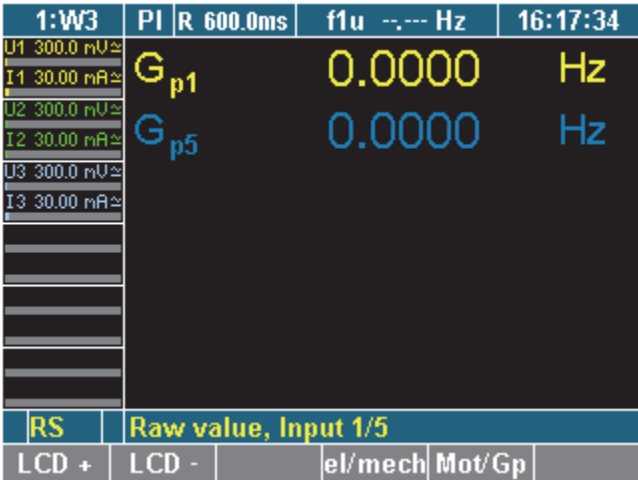 1:W3 PI R 600.0ms f1u --.--- Hz 16:17:34
U1 300.0 mV≃
I1 30.00 mA≃
Gp1 0.0000 Hz
U2 300.0 mV≃
I2 30.00 mA≃
Gp5 0.0000 Hz
U3 300.0 mV≃
I3 30.00 mA≃
RS Raw value, Input 1/5
LCD + LCD - el/mech Mot/Gp